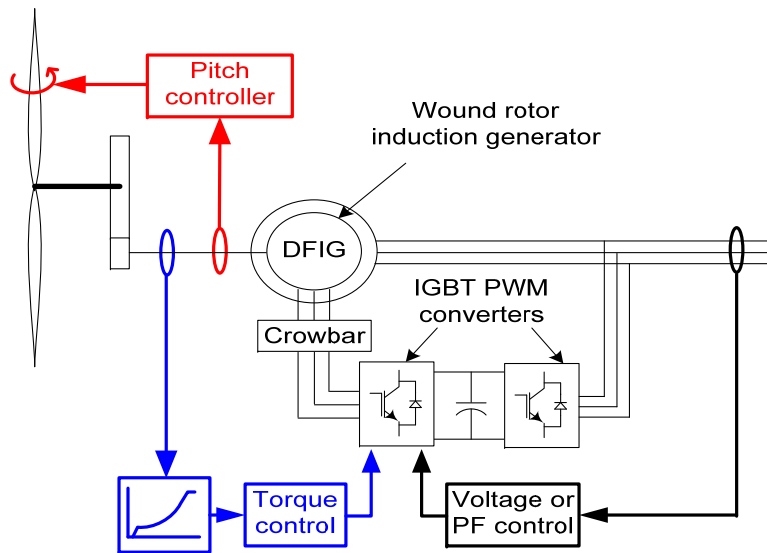 Pitch
controller
Wound rotor
induction generator
DFIG
IGBT PWM
converters
Crowbar
Torque
control
Voltage or
PF control